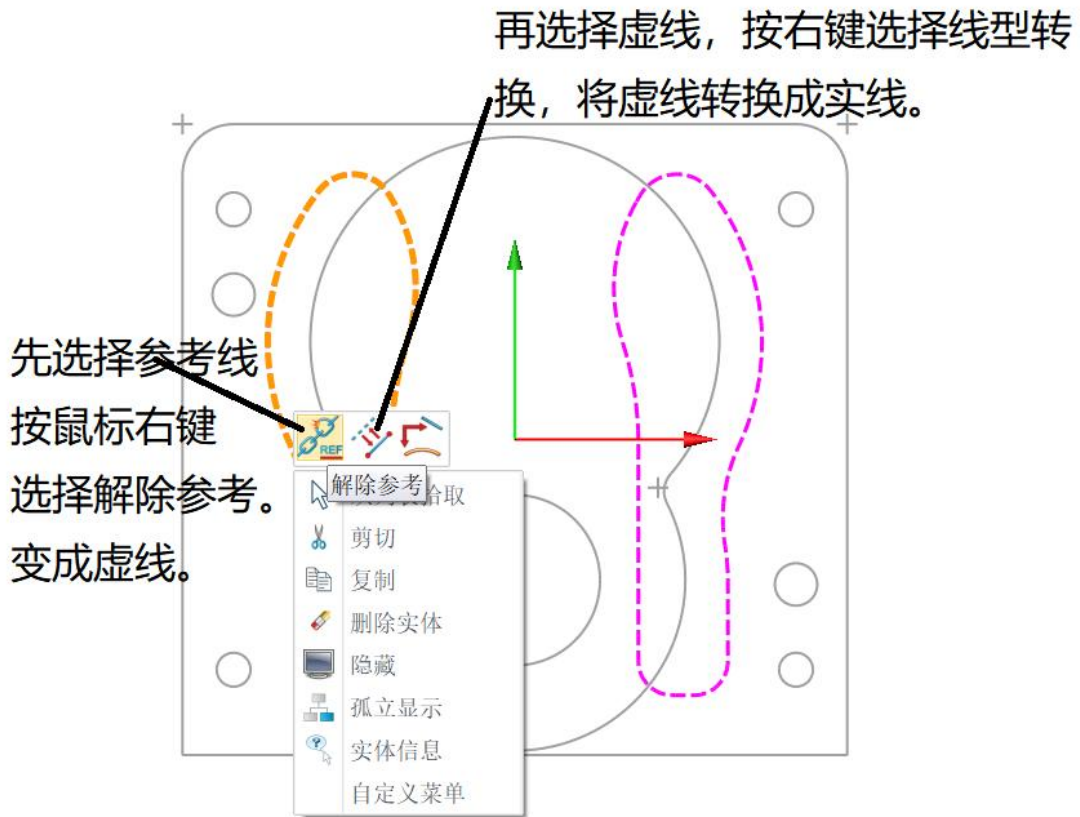 再选择虚线，按右键选择线型转
换，将虚线转换成实线。
先选择参考线
按鼠标右键
选择解除参考。
变成虚线。
REF
解除参考
拾取
剪切
复制
删除实体
隐藏
孤立显示
实体信息
自定义菜单